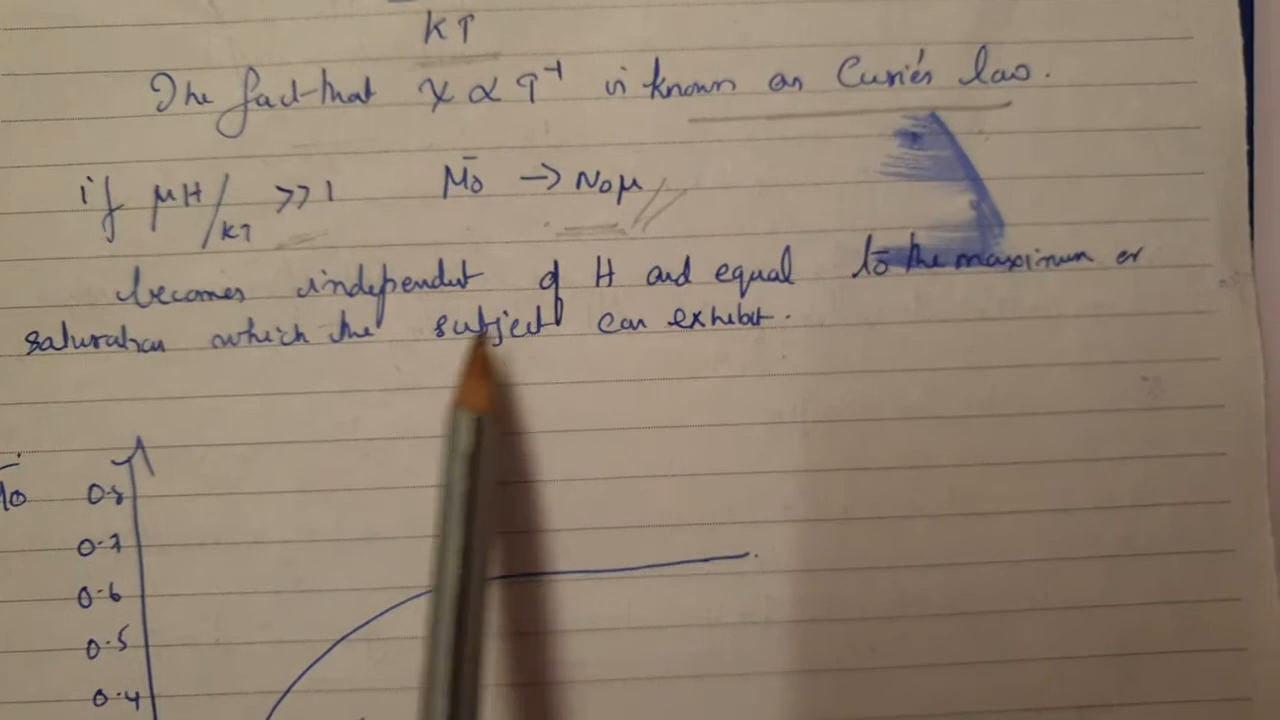 kT
The fact that χ ∝ T⁻¹ is known as Curie's law.
if μH/kT >> 1 M̄₀ → N₀μ
becomes independent of H and equal to the maximum or
saturation which the subject can exhibit.
0.8
0.7
0.6
0.5
0.4